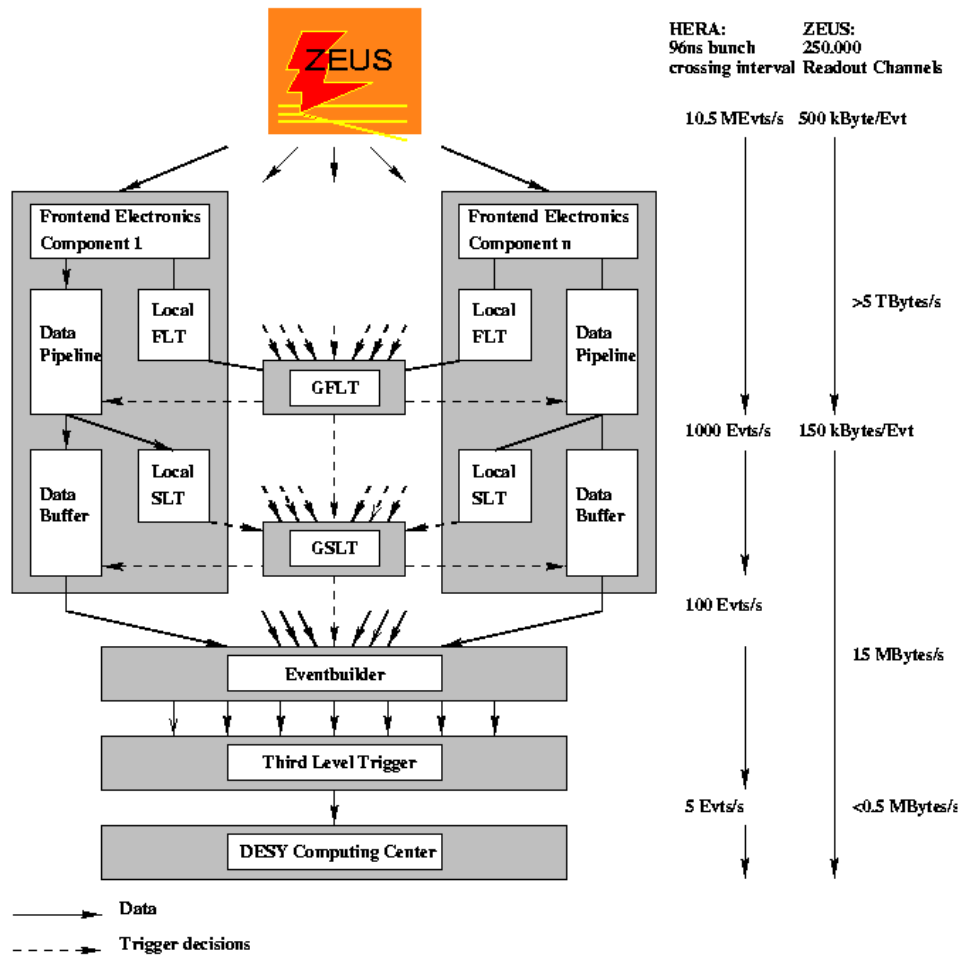 ZEUS
HERA: ZEUS:
96ns bunch 250.000
crossing interval Readout Channels
10.5 MEvts/s 500 kByte/Evt
Frontend Electronics
Component 1
Frontend Electronics
Component n
Data
Pipeline
Local
FLT
Local
FLT
Data
Pipeline
>5 TBytes/s
GFLT
1000 Evts/s 150 kBytes/Evt
Data
Buffer
Local
SLT
Local
SLT
Data
Buffer
GSLT
100 Evts/s
Eventbuilder
15 MBytes/s
Third Level Trigger
5 Evts/s <0.5 MBytes/s
DESY Computing Center
Data
Trigger decisions